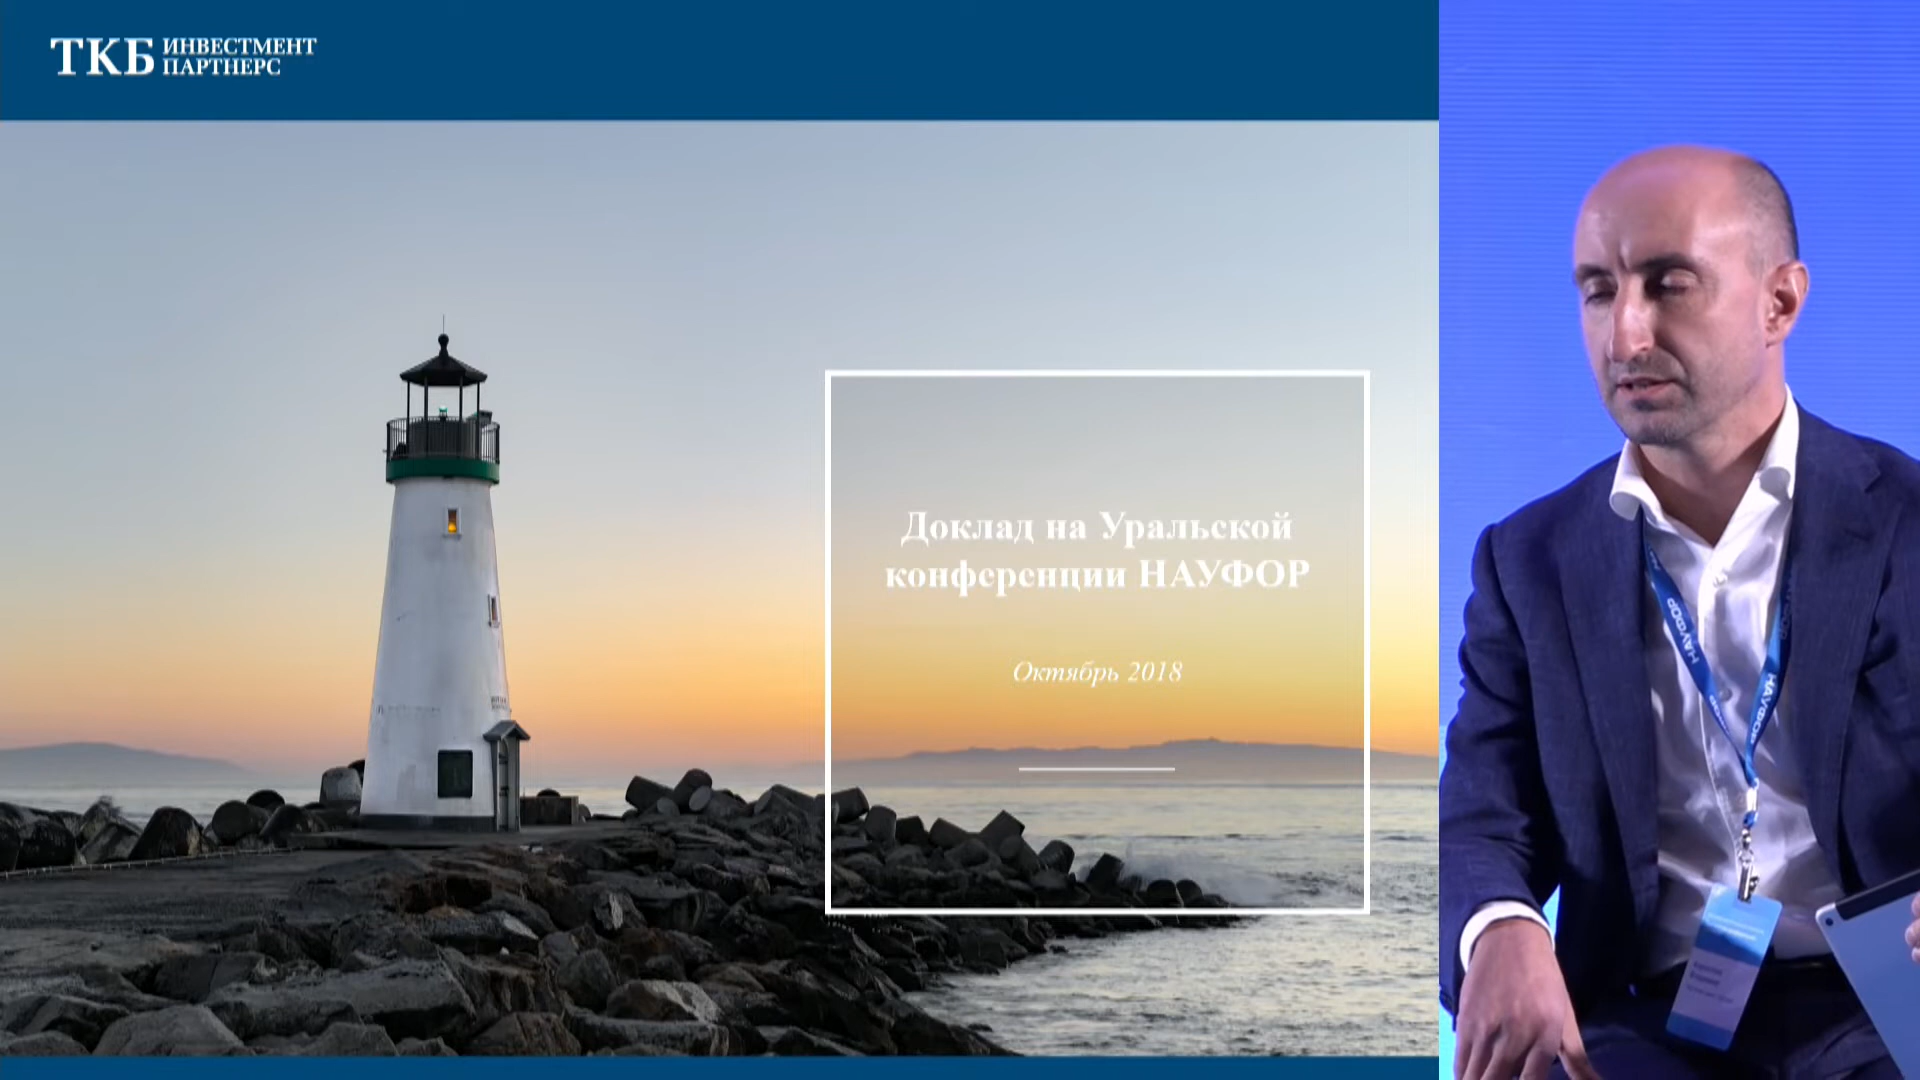 ТКБ ИНВЕСТМЕНТ
ПАРТНЕРС
Доклад на Уральской
конференции НАУФОР
Октябрь 2018
НАУФОР
НАУФОР